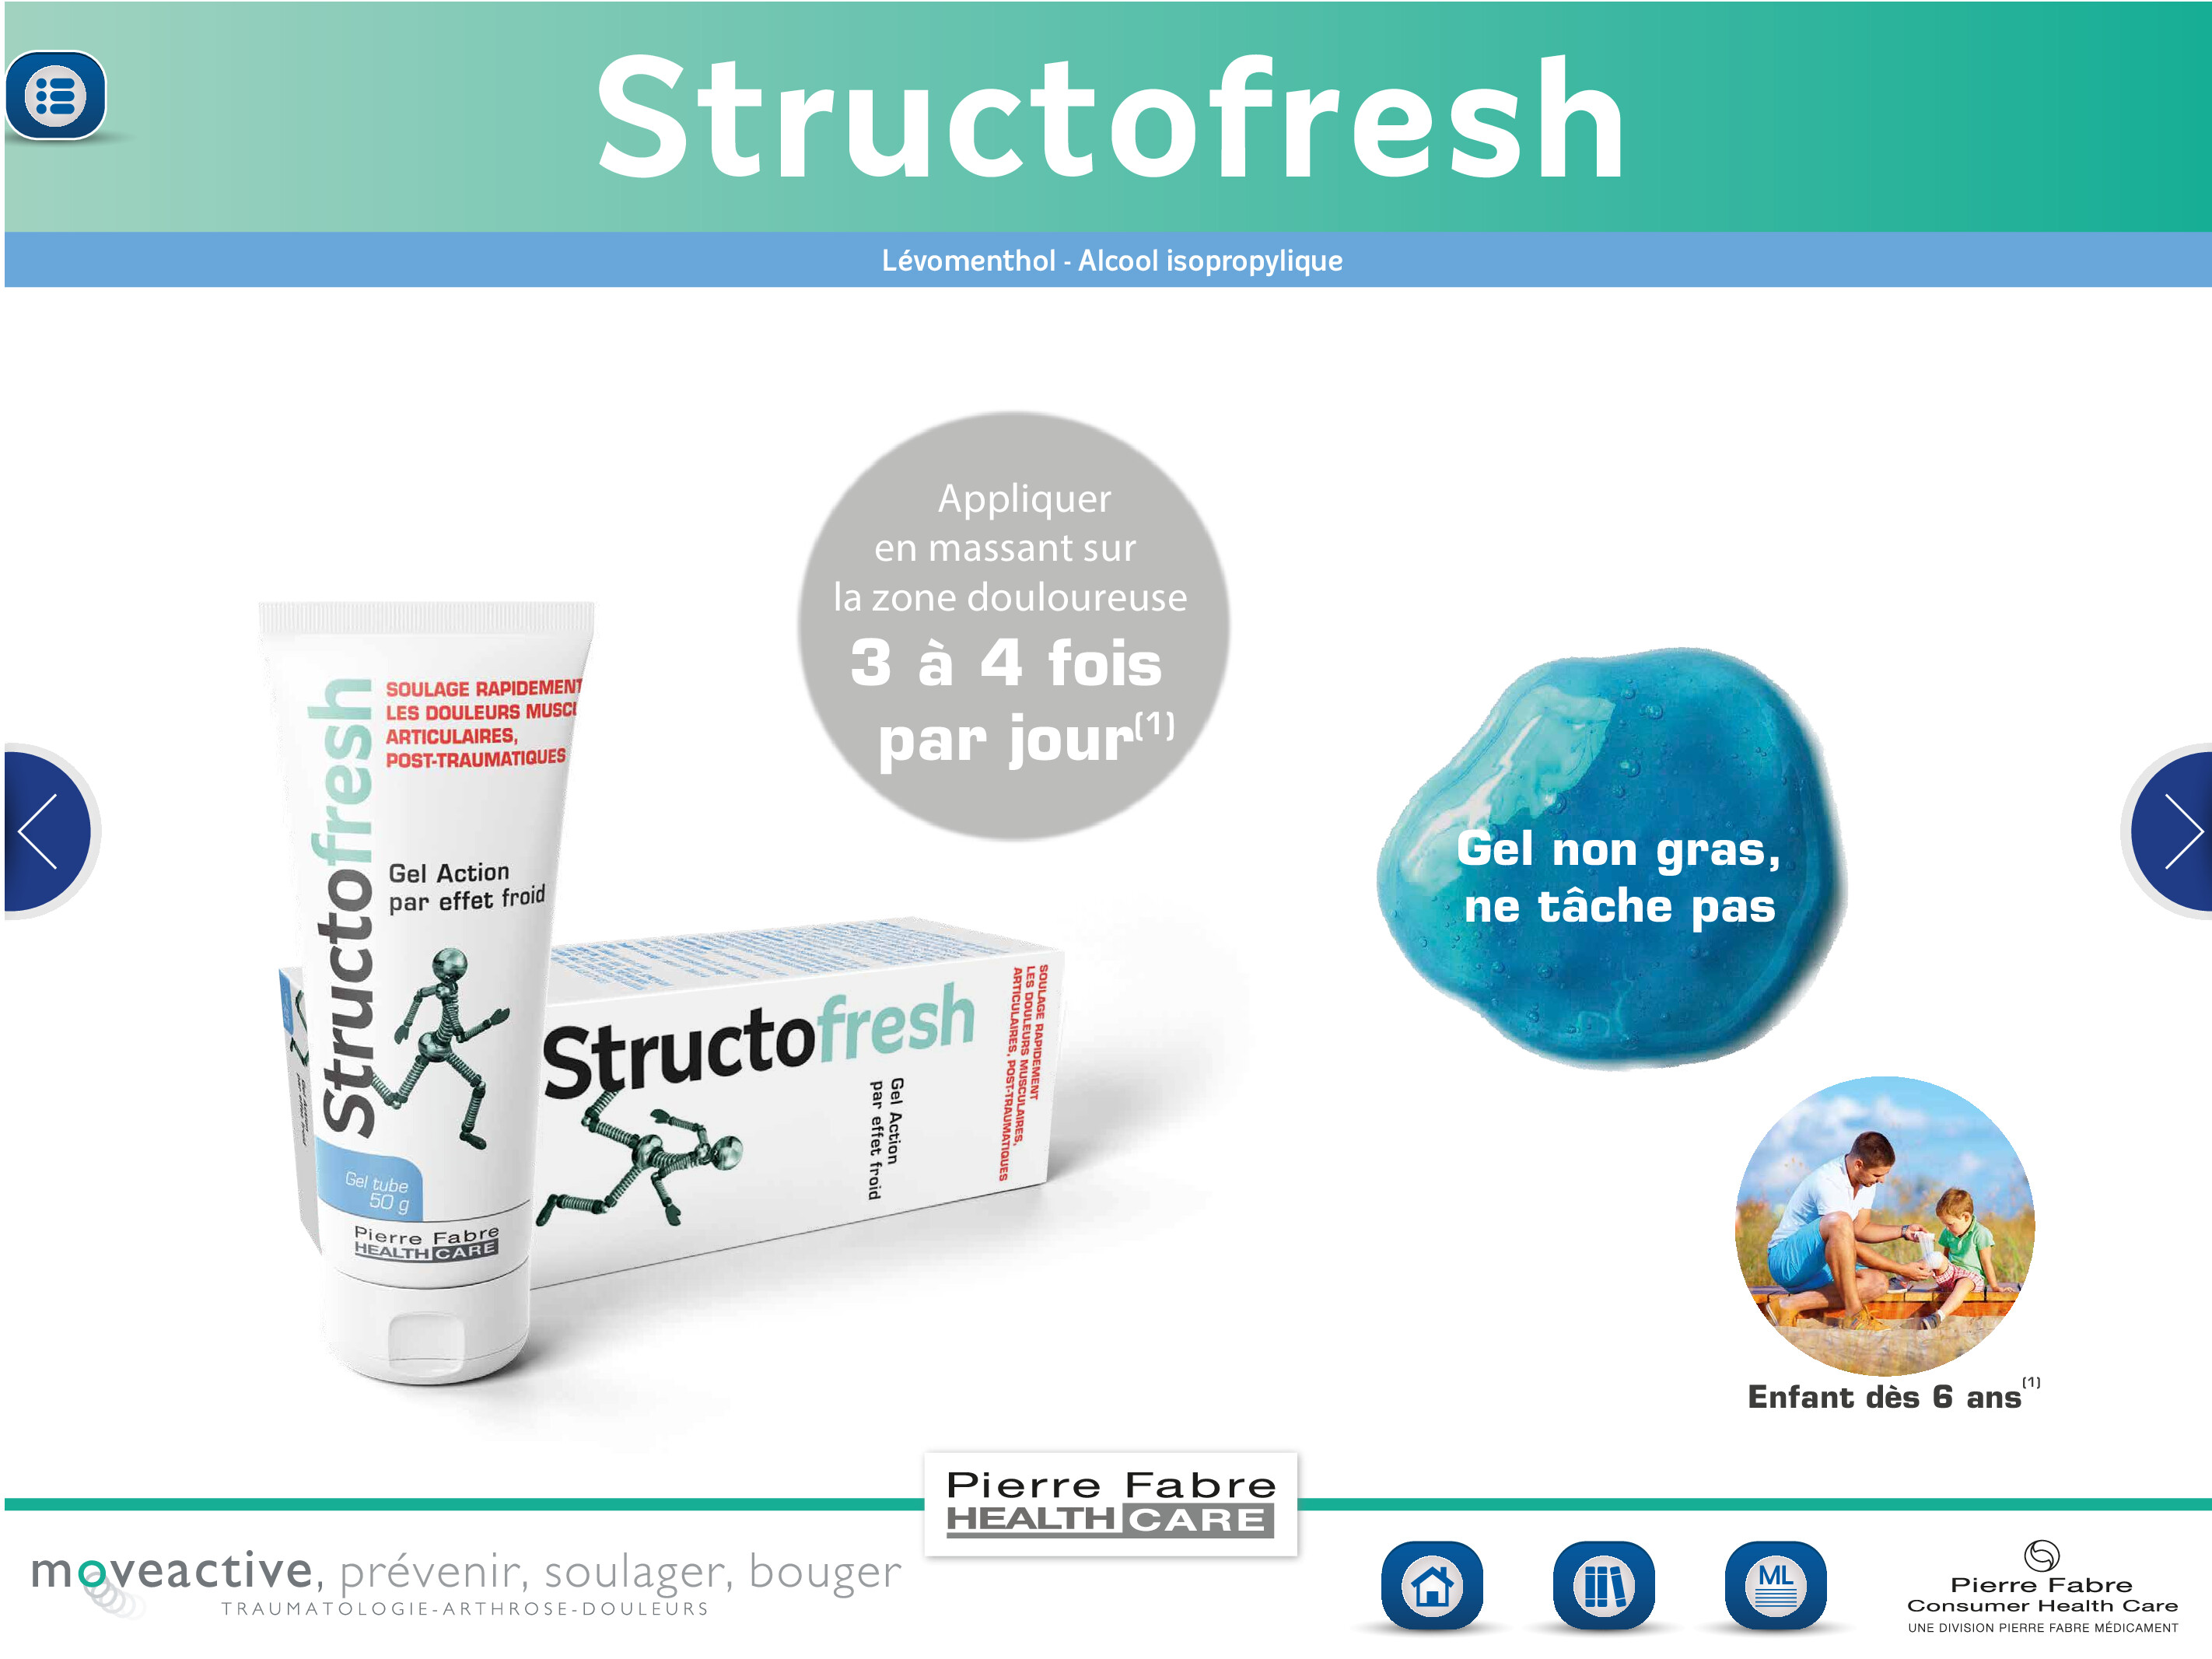 Structofresh
Lévomenthol - Alcool isopropylique
Appliquer
en massant sur
la zone douloureuse
3 à 4 fois
par jour(1)
SOULAGE RAPIDEMENT
LES DOULEURS
ARTICULAIRES,
POST-TRAUMATIQUES
Structofresh
Gel Action
par effet froid
Gel tube
50 g
Pierre Fabre
HEALTH CARE
Structofresh
Gel Action
par effet froid
SOULAGE RAPIDEMENT
LES DOULEURS MUSCULAIRES,
ARTICULAIRES, POST-TRAUMATIQUES
Gel non gras,
ne tâche pas
Enfant dès 6 ans(1)
Pierre Fabre
HEALTH CARE
moveactive, prévenir, soulager, bouger
TRAUMATOLOGIE-ARTHROSE-DOULEURS
ML
Pierre Fabre
Consumer Health Care
UNE DIVISION PIERRE FABRE MÉDICAMENT